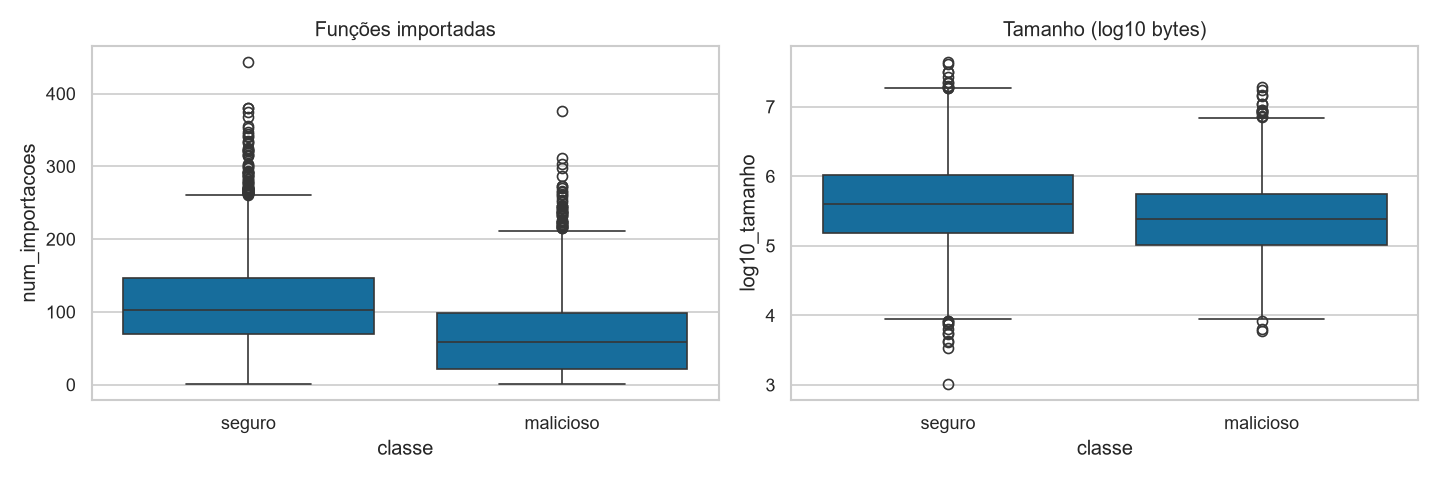 Funções importadas
num_importacoes
400
300
200
100
0
seguro
malicioso
classe
Tamanho (log10 bytes)
log10_tamanho
7
6
5
4
3
seguro
malicioso
classe